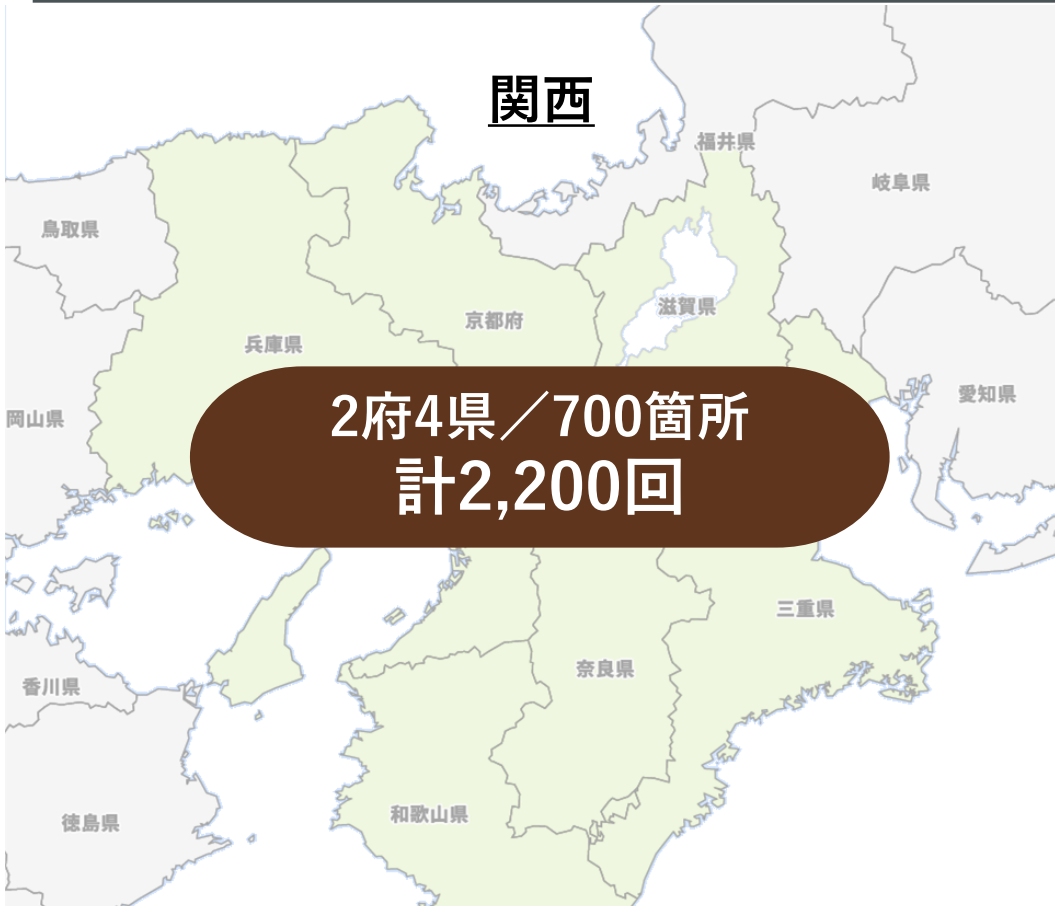 関西
福井県
岐阜県
鳥取県
滋賀県
京都府
兵庫県
愛知県
岡山県
2府4県／700箇所
計2,200回
三重県
奈良県
香川県
和歌山県
徳島県